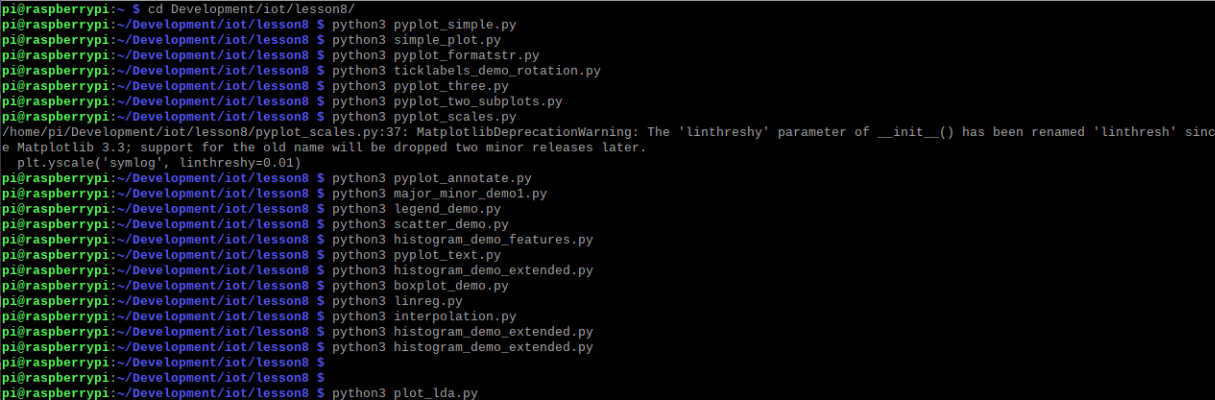 pi@raspberrypi:~ $ cd Development/iot/lesson8/
pi@raspberrypi:~/Development/iot/lesson8 $ python3 pyplot_simple.py
pi@raspberrypi:~/Development/iot/lesson8 $ python3 simple_plot.py
pi@raspberrypi:~/Development/iot/lesson8 $ python3 pyplot_formatstr.py
pi@raspberrypi:~/Development/iot/lesson8 $ python3 ticklabels_demo_rotation.py
pi@raspberrypi:~/Development/iot/lesson8 $ python3 pyplot_three.py
pi@raspberrypi:~/Development/iot/lesson8 $ python3 pyplot_two_subplots.py
pi@raspberrypi:~/Development/iot/lesson8 $ python3 pyplot_scales.py
/home/pi/Development/iot/lesson8/pyplot_scales.py:37: MatplotlibDeprecationWarning: The 'linthreshy' parameter of __init__() has been renamed 'linthresh' sinc
e Matplotlib 3.3; support for the old name will be dropped two minor releases later.
  plt.yscale('symlog', linthreshy=0.01)
pi@raspberrypi:~/Development/iot/lesson8 $ python3 pyplot_annotate.py
pi@raspberrypi:~/Development/iot/lesson8 $ python3 major_minor_demo1.py
pi@raspberrypi:~/Development/iot/lesson8 $ python3 legend_demo.py
pi@raspberrypi:~/Development/iot/lesson8 $ python3 scatter_demo.py
pi@raspberrypi:~/Development/iot/lesson8 $ python3 histogram_demo_features.py
pi@raspberrypi:~/Development/iot/lesson8 $ python3 pyplot_text.py
pi@raspberrypi:~/Development/iot/lesson8 $ python3 histogram_demo_extended.py
pi@raspberrypi:~/Development/iot/lesson8 $ python3 boxplot_demo.py
pi@raspberrypi:~/Development/iot/lesson8 $ python3 linreg.py
pi@raspberrypi:~/Development/iot/lesson8 $ python3 interpolation.py
pi@raspberrypi:~/Development/iot/lesson8 $ python3 histogram_demo_extended.py
pi@raspberrypi:~/Development/iot/lesson8 $ python3 histogram_demo_extended.py
pi@raspberrypi:~/Development/iot/lesson8 $
pi@raspberrypi:~/Development/iot/lesson8 $
pi@raspberrypi:~/Development/iot/lesson8 $ python3 plot_lda.py